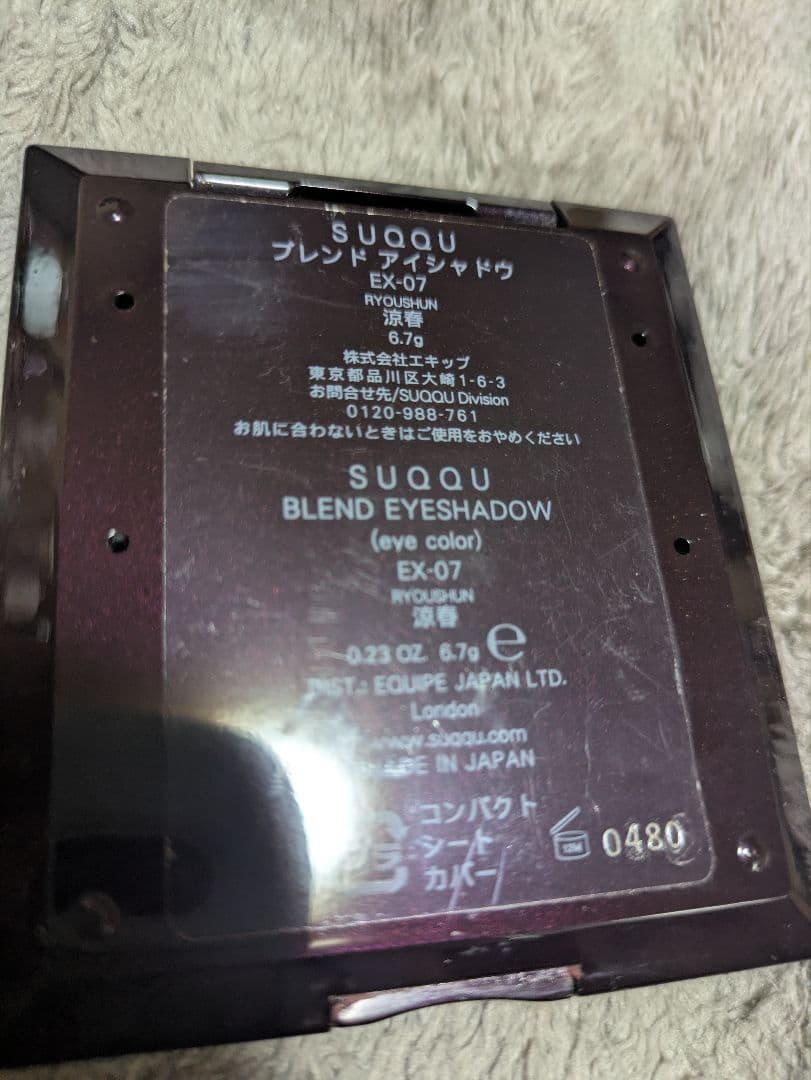 SUQQU
ブレンド アイシャドウ
EX-07
RYOUSHUN
涼春
6.7g
株式会社エキップ
東京都品川区大崎1-6-3
お問合せ先/SUQQU Division
0120-988-761
お肌に合わないときはご使用をおやめください
SUQQU
BLEND EYESHADOW
(eye color)
EX-07
RYOUSHUN
涼春
0.23 OZ. 6.7g e
EQUIPE JAPAN LTD.
London
www.suqqu.com
IN JAPAN
コンパクト
シート
カバー
12M
0480